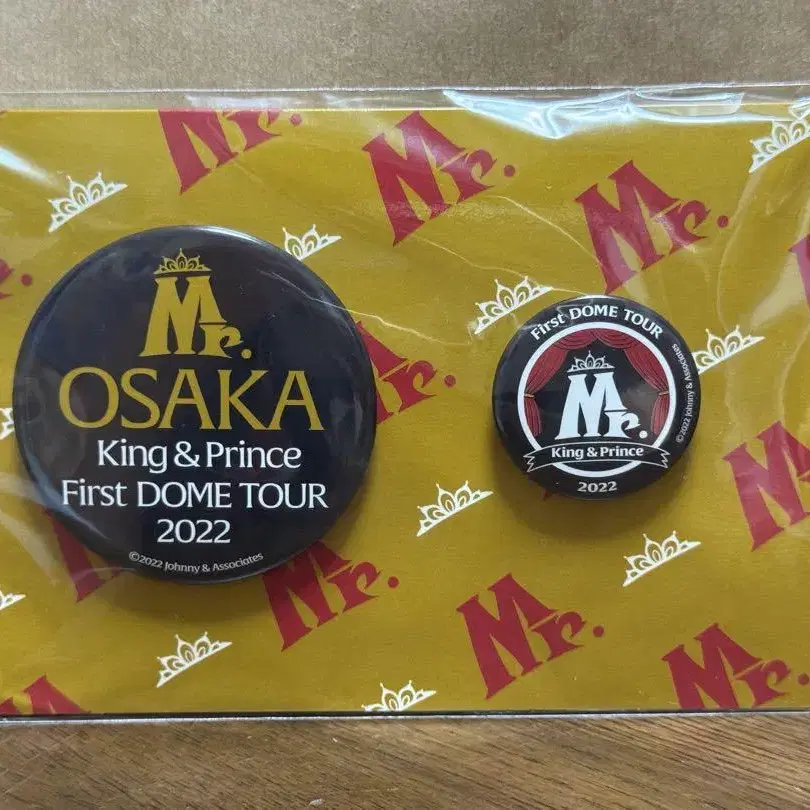 Mr.
Mr.
Mr.
Mr.
OSAKA
King & Prince
First DOME TOUR
2022
©2022 Johnny & Associates
First DOME TOUR
Mr.
King & Prince
2022
©2022 Johnny & Associates
Mr.
Mr.
Mr.
Mr.